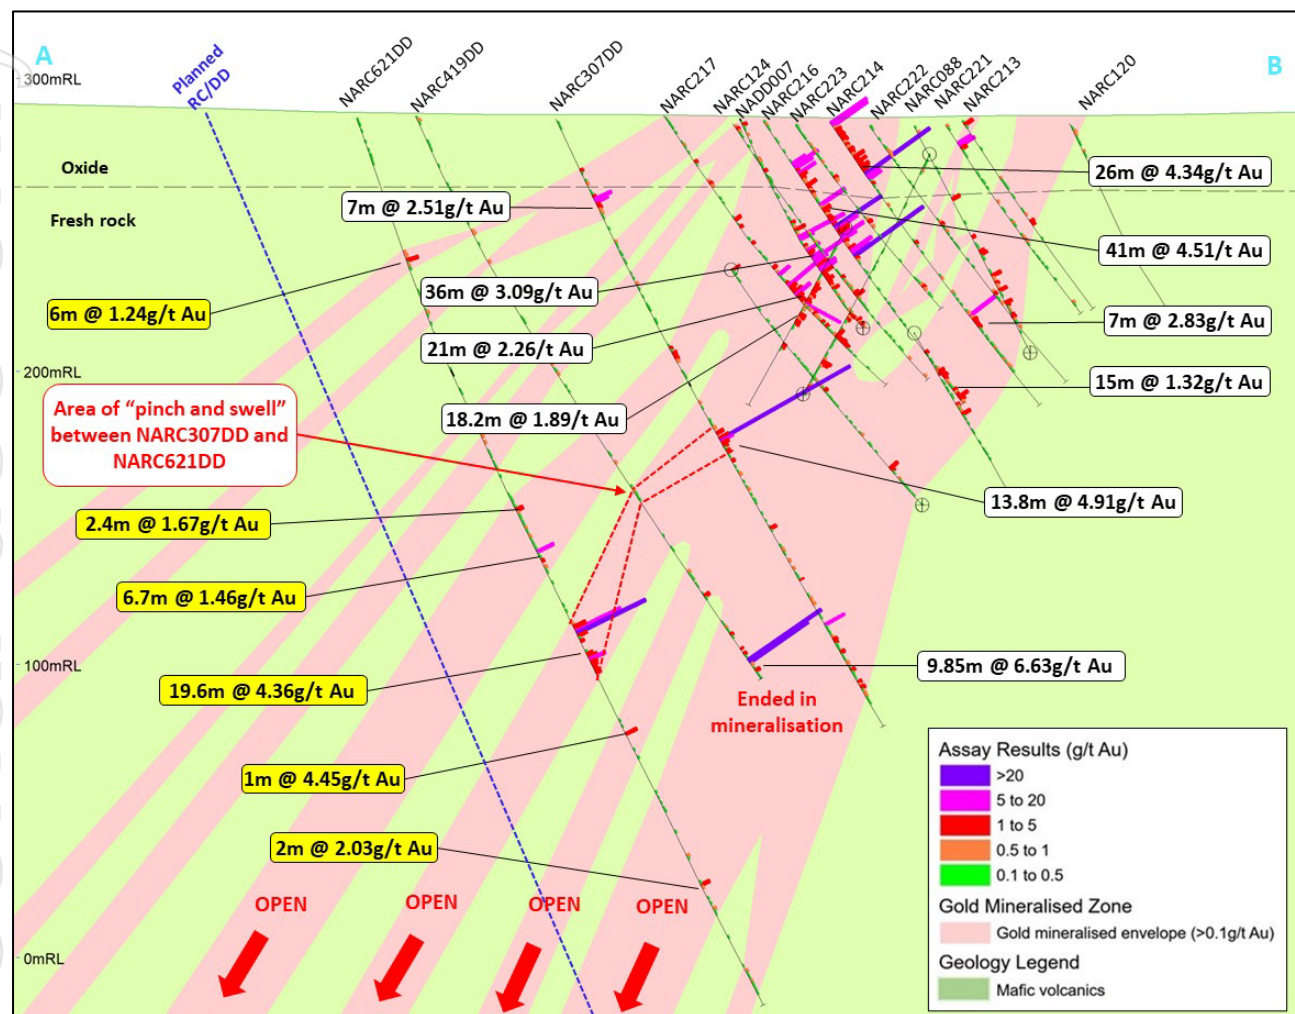 A
B
Planned
RC/DD
NARC621DD
NARC419DD
NARC307DD
NARC217
NARC124
NADD007
NARC216
NARC223
NARC214
NARC222
NARC088
NARC221
NARC213
NARC120
300mRL
Oxide
Fresh rock
26m @ 4.34g/t Au
7m @ 2.51g/t Au
41m @ 4.51/t Au
6m @ 1.24g/t Au
36m @ 3.09g/t Au
7m @ 2.83g/t Au
21m @ 2.26/t Au
200mRL
15m @ 1.32g/t Au
Area of “pinch and swell”
between NARC307DD and
NARC621DD
18.2m @ 1.89/t Au
13.8m @ 4.91g/t Au
2.4m @ 1.67g/t Au
6.7m @ 1.46g/t Au
100mRL
9.85m @ 6.63g/t Au
19.6m @ 4.36g/t Au
Ended in
mineralisation
1m @ 4.45g/t Au
2m @ 2.03g/t Au
OPEN
OPEN
OPEN
OPEN
0mRL
Assay Results (g/t Au)
>20
5 to 20
1 to 5
0.5 to 1
0.1 to 0.5
Gold Mineralised Zone
Gold mineralised envelope (>0.1g/t Au)
Geology Legend
Mafic volcanics